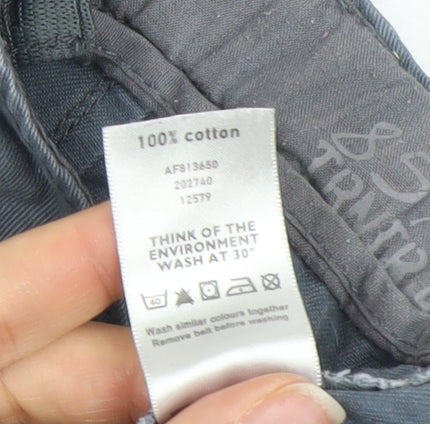 100% cotton
AF813650
202740
12579
THINK OF THE
ENVIRONMENT
WASH AT 30°
40
Wash similar colours together
Remove belt before washing